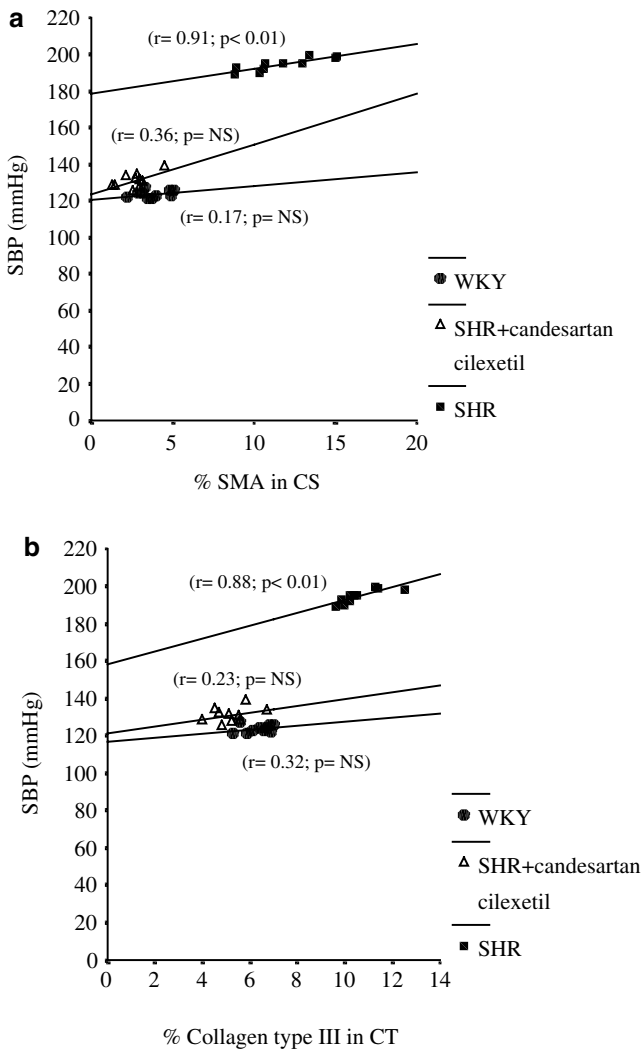 a
220
(r= 0.91; p< 0.01)
200
180
160
(r= 0.36; p= NS)
140
120
(r= 0.17; p= NS)
100
80
60
40
20
0
SBP (mmHg)
0 5 10 15 20
% SMA in CS
WKY
SHR+candesartan
cilexetil
SHR
b
220
200
(r= 0.88; p< 0.01)
180
160
(r= 0.23; p= NS)
140
120
(r= 0.32; p= NS)
100
80
60
40
20
0
SBP (mmHg)
0 2 4 6 8 10 12 14
% Collagen type III in CT
WKY
SHR+candesartan
cilexetil
SHR